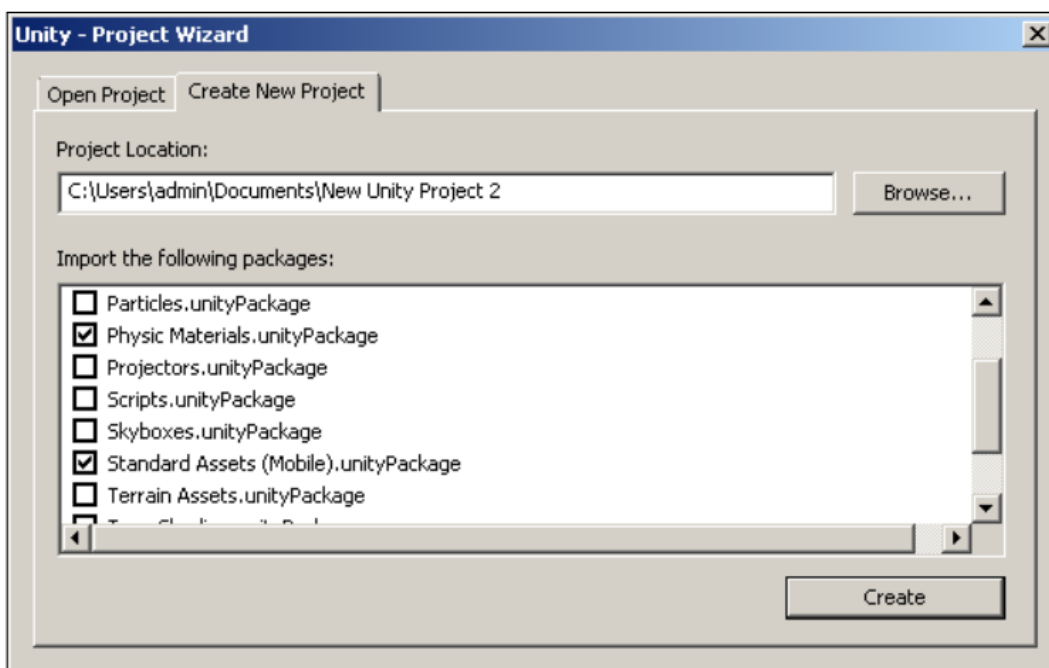 Unity - Project Wizard
Open Project
Create New Project
Project Location:
C:\Users\admin\Documents\New Unity Project 2
Browse...
Import the following packages:
Particles.unityPackage
Physic Materials.unityPackage
Projectors.unityPackage
Scripts.unityPackage
Skyboxes.unityPackage
Standard Assets (Mobile).unityPackage
Terrain Assets.unityPackage
Create